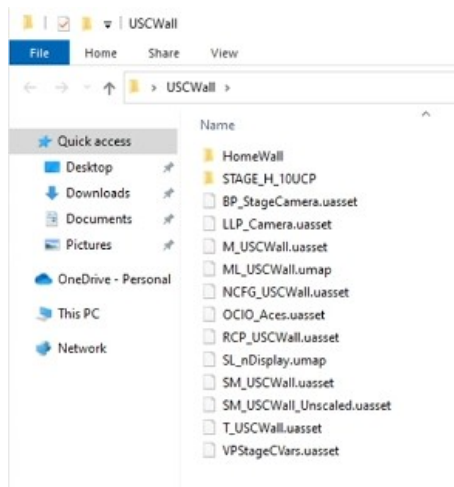 USCWall
File Home Share View
USCWall
Name
Quick access
Desktop
Downloads
Documents
Pictures
OneDrive - Personal
This PC
Network
HomeWall
STAGE_H_10UCP
BP_StageCamera.uasset
LLP_Camera.uasset
M_USCWall.uasset
ML_USCWall.umap
NCFG_USCWall.uasset
OCIO_Aces.uasset
RCP_USCWall.uasset
SL_nDisplay.umap
SM_USCWall.uasset
SM_USCWall_Unscaled.uasset
T_USCWall.uasset
VPStageCVars.uasset